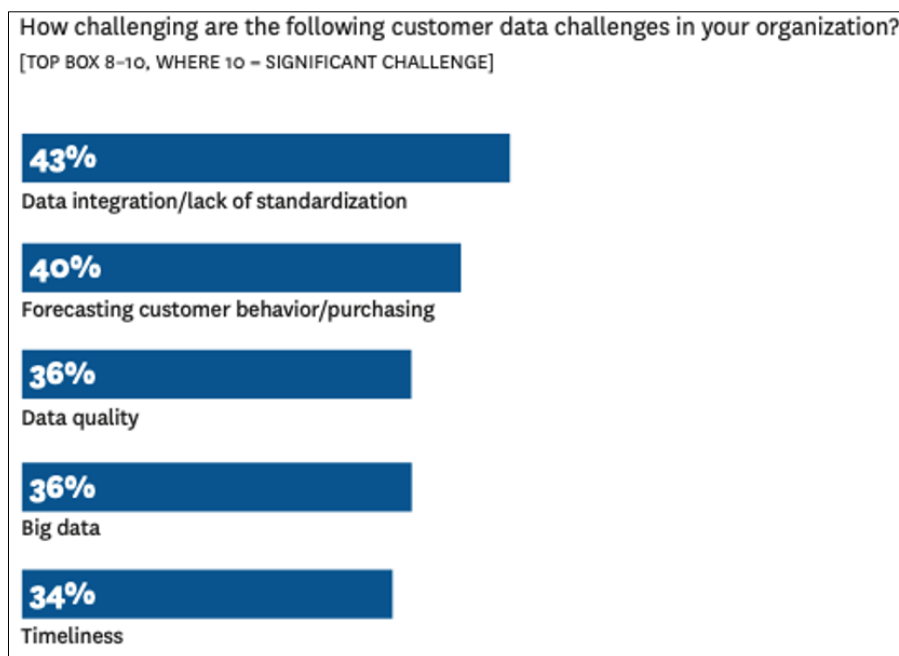 How challenging are the following customer data challenges in your organization?
[TOP BOX 8–10, WHERE 10 = SIGNIFICANT CHALLENGE]
43%
Data integration/lack of standardization
40%
Forecasting customer behavior/purchasing
36%
Data quality
36%
Big data
34%
Timeliness